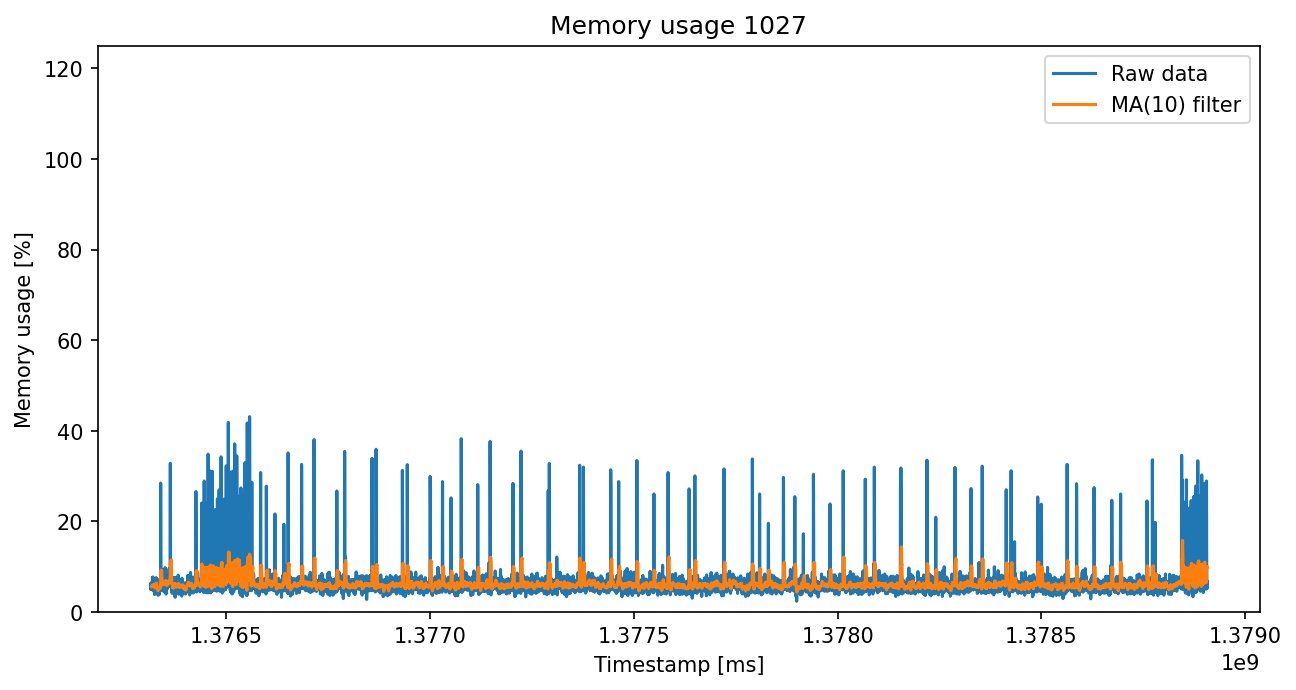 Memory usage 1027
Raw data
MA(10) filter
Memory usage [%]
120
100
80
60
40
20
0
1.3765 1.3770 1.3775 1.3780 1.3785 1.3790
1e9
Timestamp [ms]